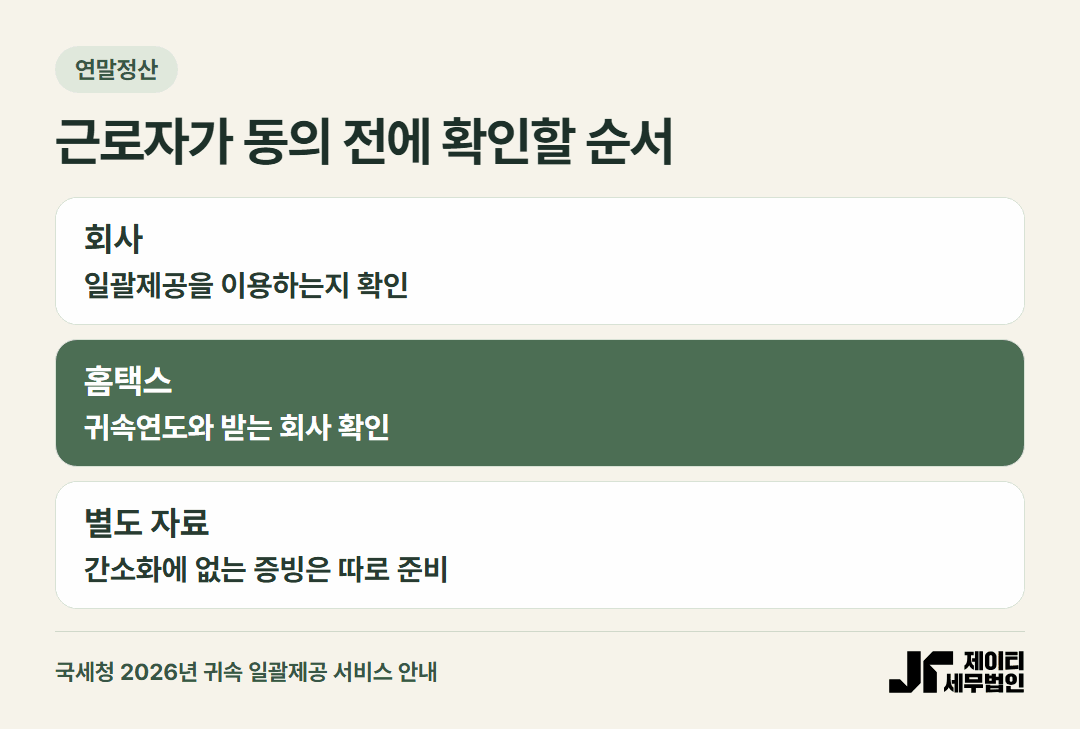 연말정산
근로자가 동의 전에 확인할 순서
회사
일괄제공을 이용하는지 확인
홈택스
귀속연도와 받는 회사 확인
별도 자료
간소화에 없는 증빙은 따로 준비
국세청 2026년 귀속 일괄제공 서비스 안내
제이티
세무법인